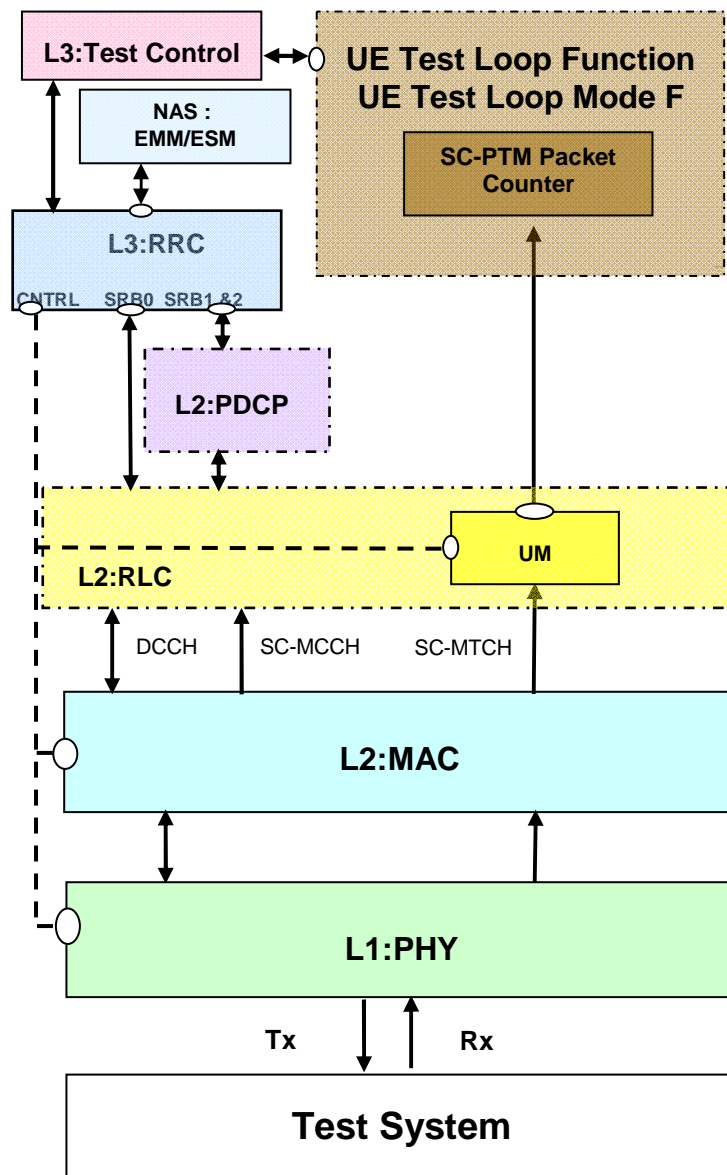 L3:Test Control
UE Test Loop Function
UE Test Loop Mode F
NAS :
EMM/ESM
SC-PTM Packet
Counter
L3:RRC
CNTRL SRB0 SRB1 &2
L2:PDCP
UM
L2:RLC
DCCH SC-MCCH SC-MTCH
L2:MAC
L1:PHY
Tx Rx
Test System